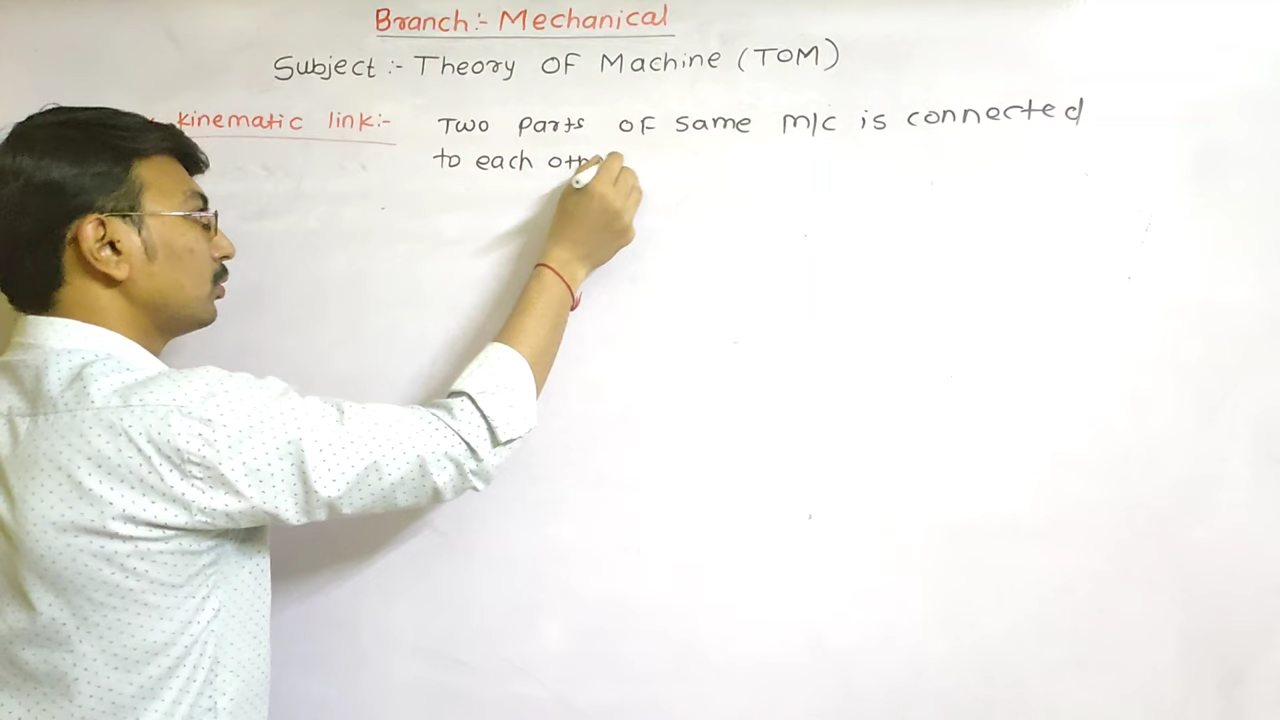 Branch:- Mechanical
Subject:- Theory OF Machine (TOM)
kinematic link:- Two Parts OF same m/c is connected
to each